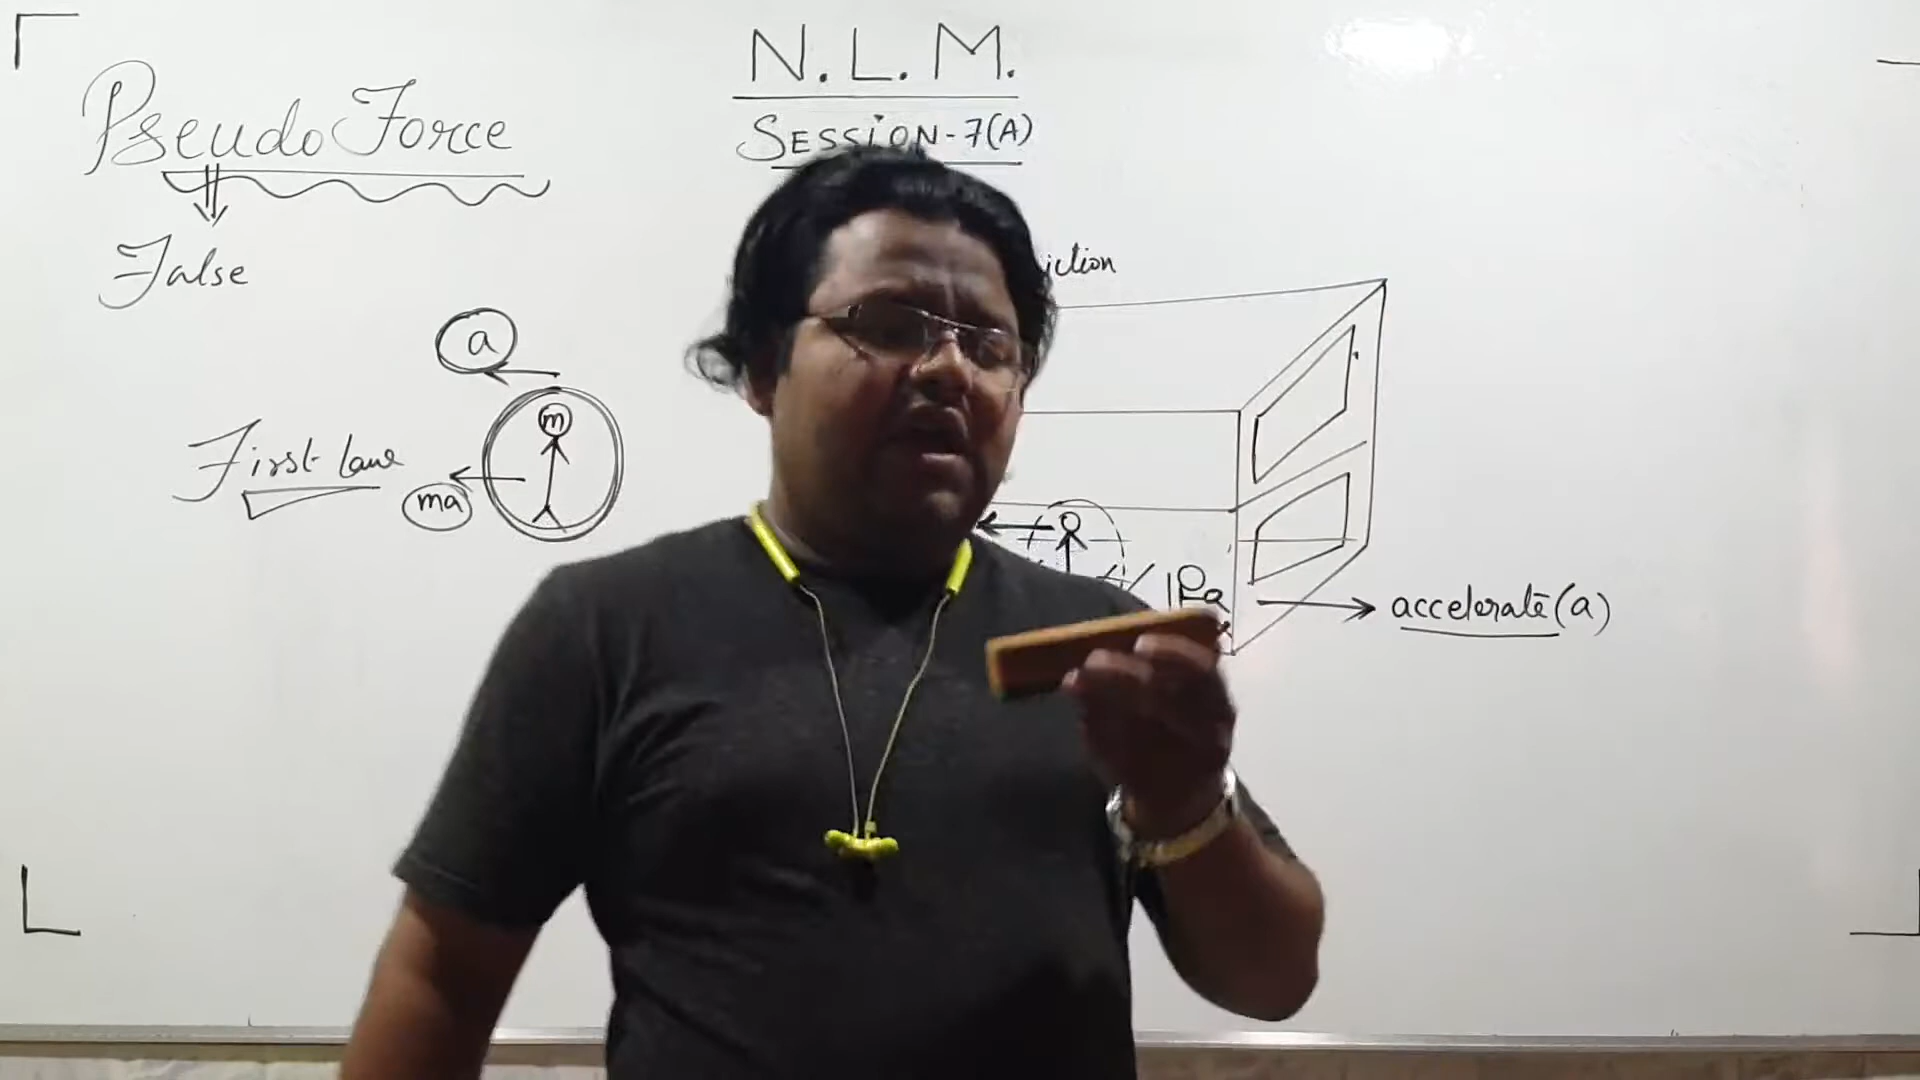 N. L. M.
SESSION-7(A)
Pseudo Force
False
a
m
First law
ma
accelerate (a)